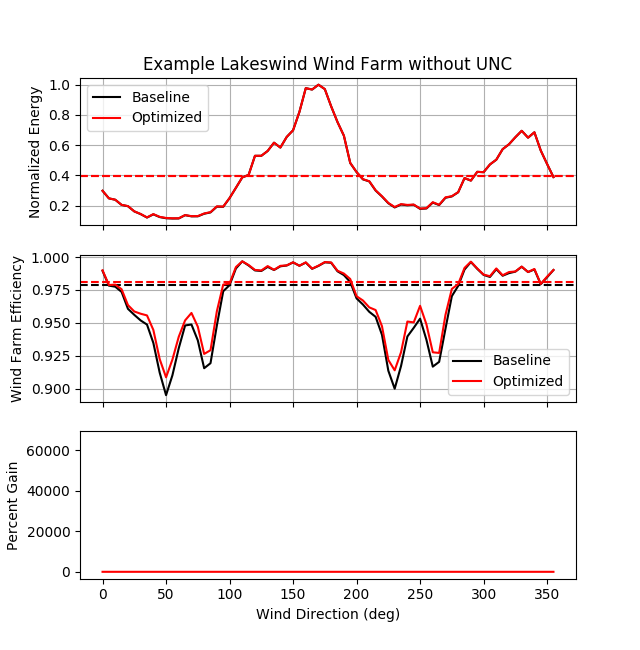 Example Lakeswind Wind Farm without UNC
Normalized Energy
1.0
0.8
0.6
0.4
0.2
Baseline
Optimized
Wind Farm Efficiency
1.000
0.975
0.950
0.925
0.900
Baseline
Optimized
Percent Gain
60000
40000
20000
0
0 50 100 150 200 250 300 350
Wind Direction (deg)